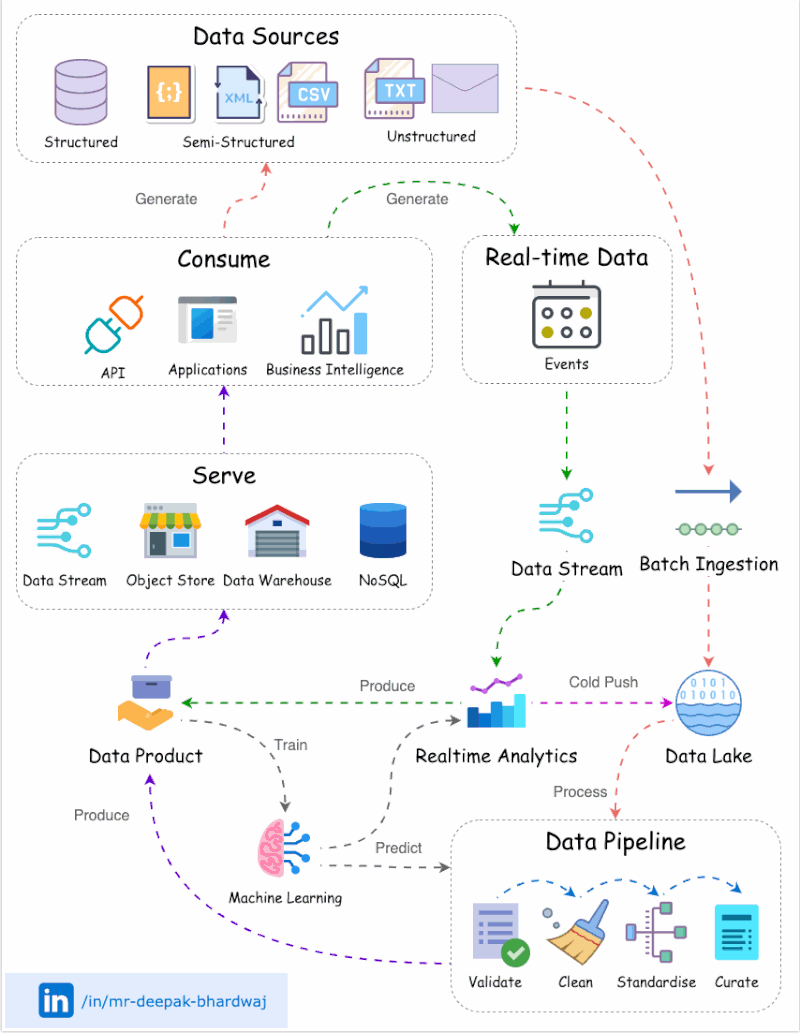 Data Sources
{;}
XML
CSV
TXT
Structured
Semi-Structured
Unstructured
Generate
Generate
Consume
API
Applications
Business Intelligence
Real-time Data
Events
Serve
Data Stream
Object Store
Data Warehouse
NoSQL
Data Stream
Batch Ingestion
Produce
Cold Push
0101
010010
Data Product
Train
Realtime Analytics
Data Lake
Process
Produce
Predict
Machine Learning
Data Pipeline
Validate
Clean
Standardise
Curate
in /in/mr-deepak-bhardwaj